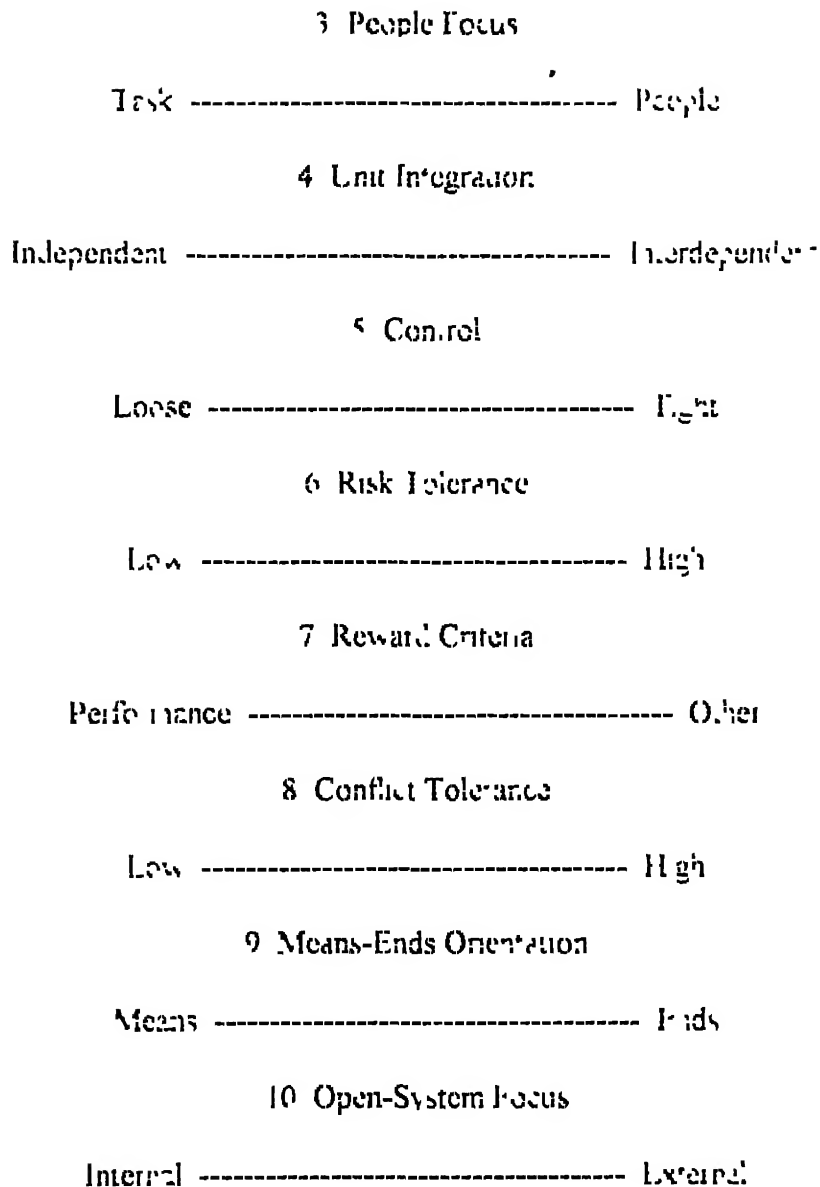 3 People Focus
Task ------------------------------------- People
4 Unit Integration
Independent ------------------------------------- Interdependent
5 Control
Loose ---------------------------------------- Tight
6 Risk Tolerance
Low ------------------------------------- High
7 Reward Criteria
Performance ------------------------------------- Other
8 Conflict Tolerance
Low ------------------------------------- High
9 Means-Ends Orientation
Means ------------------------------------- Ends
10 Open-System Focus
Internal ------------------------------------- External